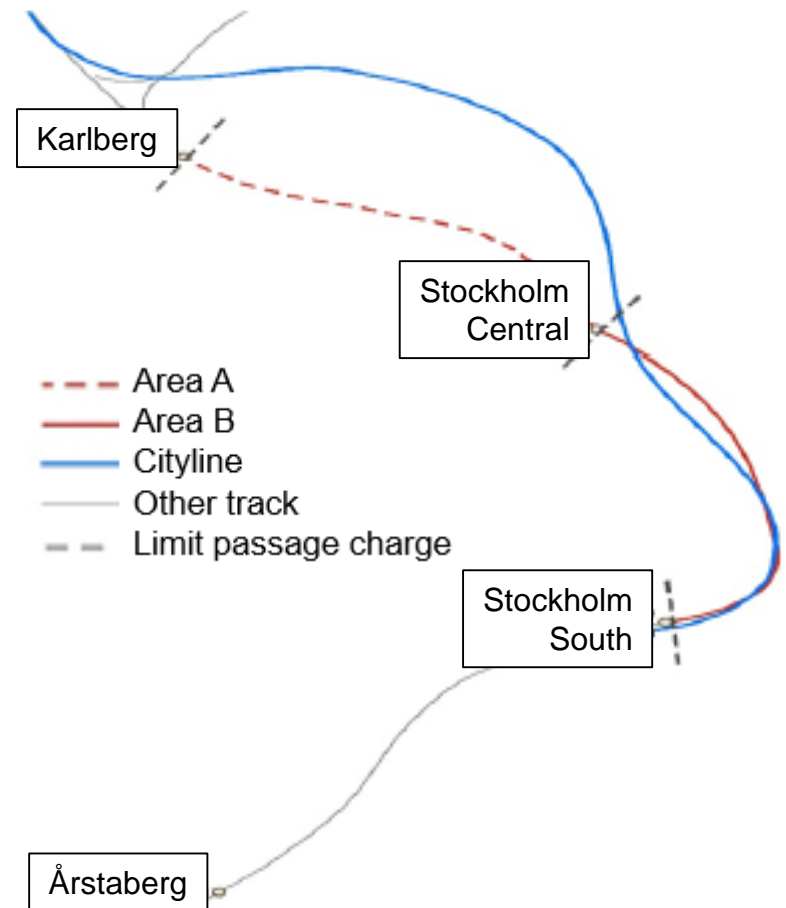 Karlberg
Stockholm
Central
Area A
Area B
Cityline
Other track
Limit passage charge
Stockholm
South
Årstaberg